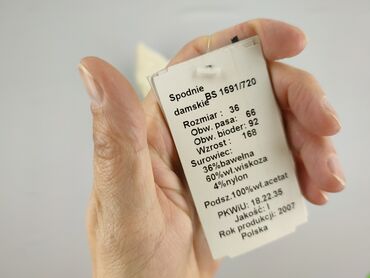 Spodnie
damskie BS 1691/720
Rozmiar : 36
Obw. pasa: 66
Obw. bioder: 92
Wzrost : 168
Surowiec:
36%bawełna
60%wł.wiskoza
4%nylon
Podsz.100%wł.acetat
PKWiU: 18.22.35
Jakość: I
Rok produkcji: 2007
Polska